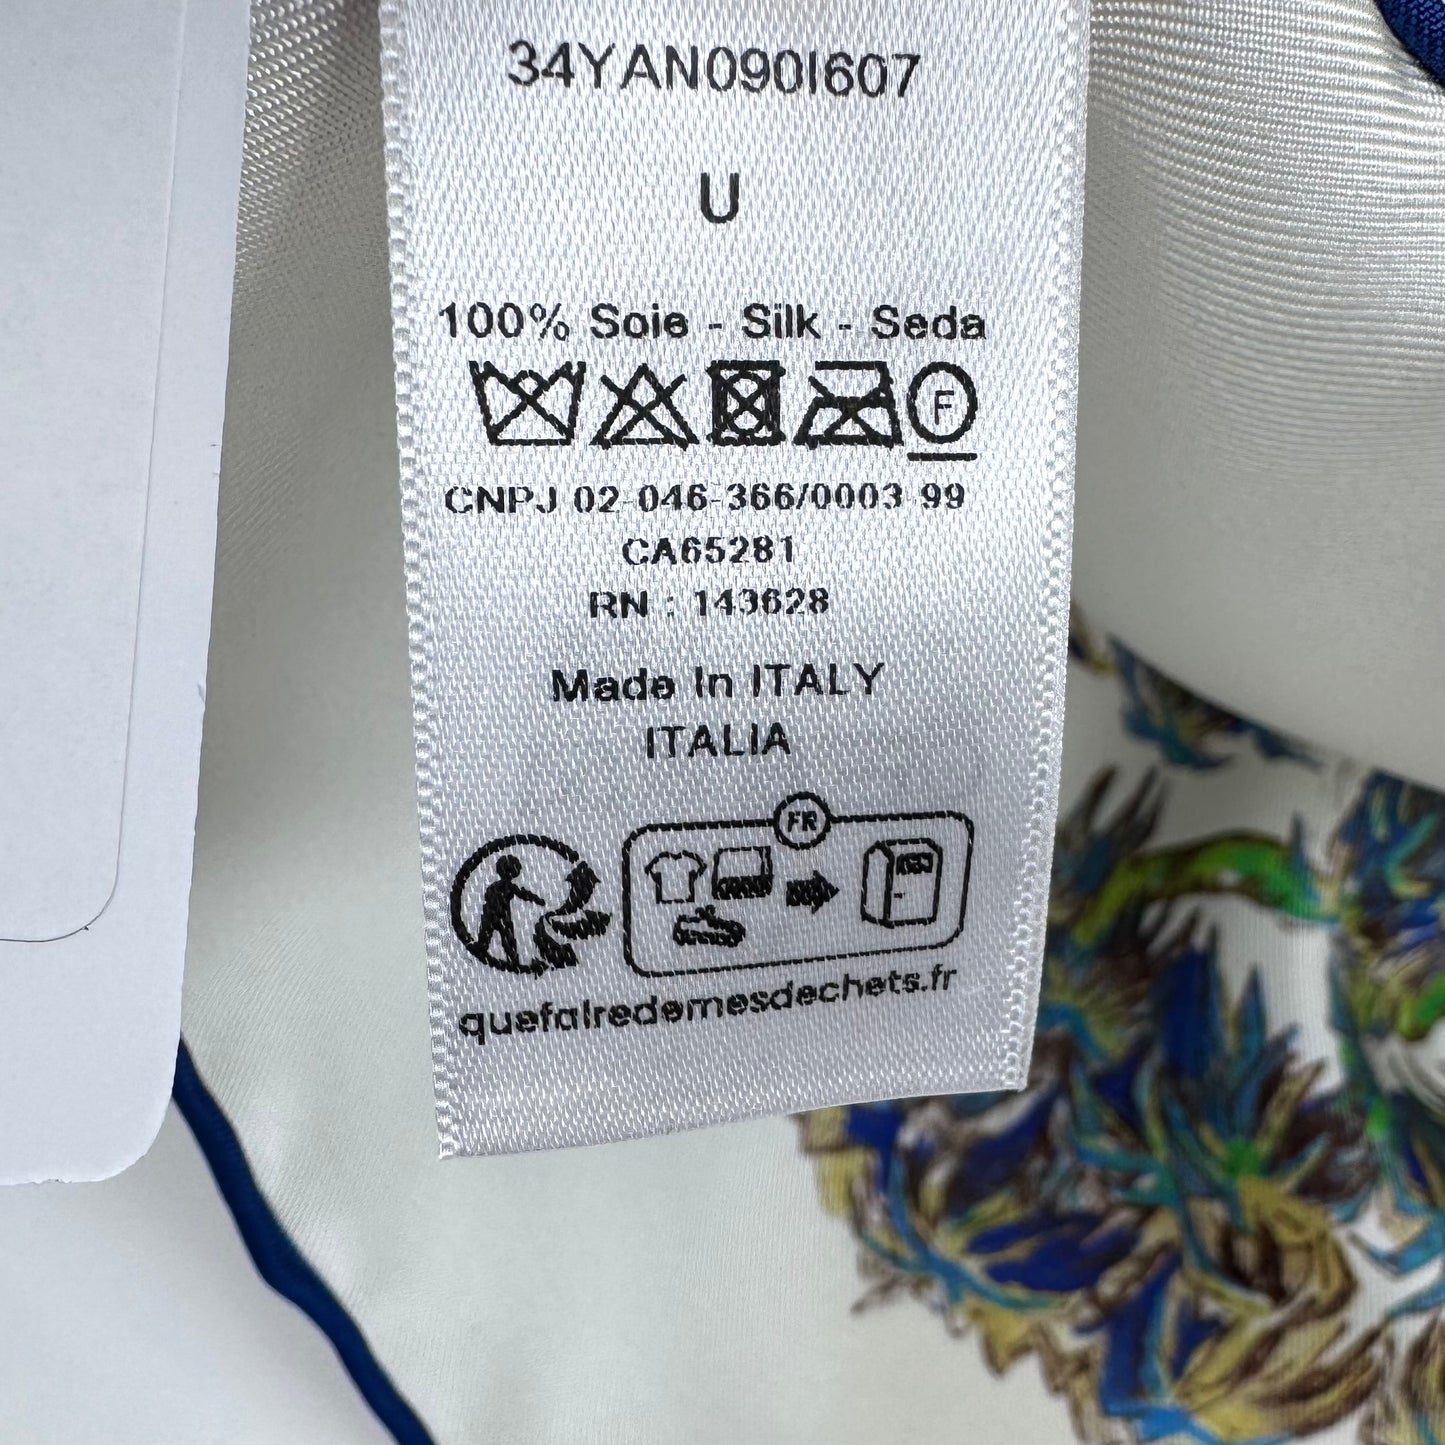 34YAN090I607
U
100% Soie - Silk - Seda
F
CNPJ 02-046-366/0003-99
CA65281
RN : 143628
Made In ITALY
ITALIA
FR
quefairedemesdechets.fr